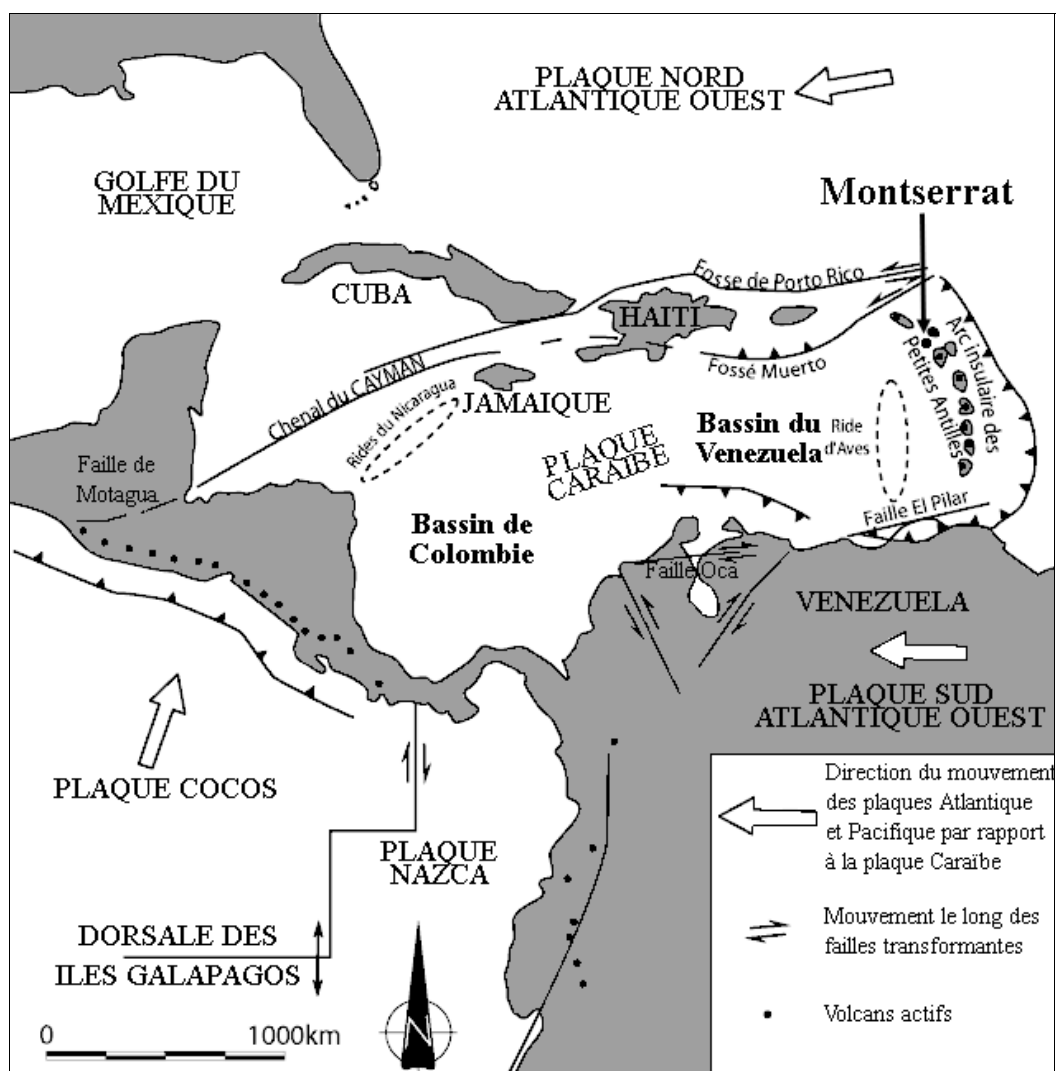 PLAQUE NORD
ATLANTIQUE OUEST
GOLFE DU
MEXIQUE
Montserrat
CUBA
Fosse de Porto Rico
HAITI
Fossé Muerto
Chenal du CAYMAN
Rides du Nicaragua
JAMAIQUE
Arc insulaire des
Petites Antilles
PLAQUE
CARAIBE
Bassin du
Venezuela
Ride
d'Aves
Faille de
Motagua
Bassin de
Colombie
Faille El Pilar
Faille Oca
VENEZUELA
PLAQUE SUD
ATLANTIQUE OUEST
PLAQUE COCOS
PLAQUE
NAZCA
DORSALE DES
ILES GALAPAGOS
0 1000km
N
Direction du mouvement
des plaques Atlantique
et Pacifique par rapport
à la plaque Caraïbe
Mouvement le long des
failles transformantes
Volcans actifs